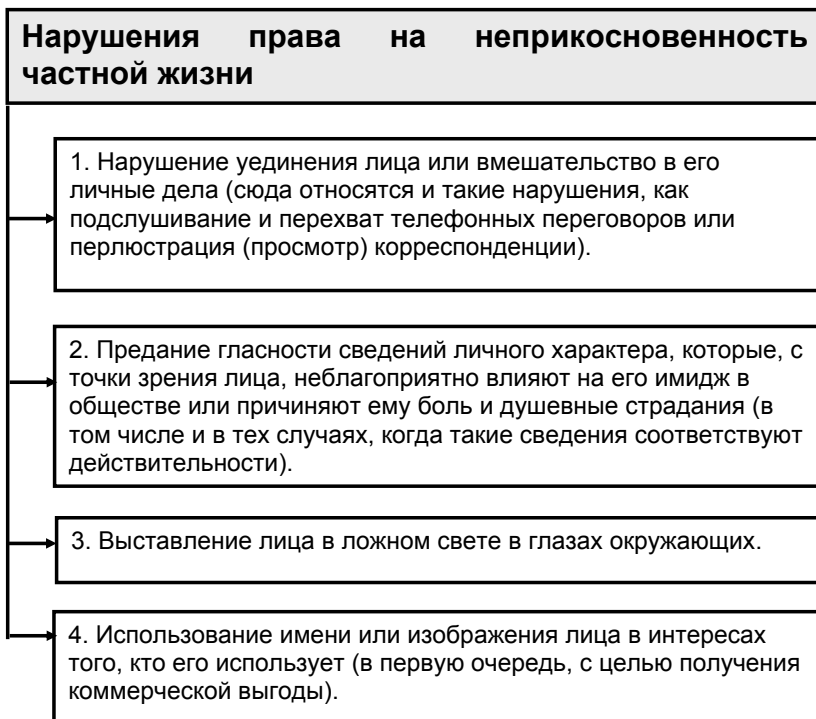 Нарушения права на неприкосновенность
частной жизни
1. Нарушение уединения лица или вмешательство в его
личные дела (сюда относятся и такие нарушения, как
подслушивание и перехват телефонных переговоров или
перлюстрация (просмотр) корреспонденции).
2. Предание гласности сведений личного характера, которые, с
точки зрения лица, неблагоприятно влияют на его имидж в
обществе или причиняют ему боль и душевные страдания (в
том числе и в тех случаях, когда такие сведения соответствуют
действительности).
3. Выставление лица в ложном свете в глазах окружающих.
4. Использование имени или изображения лица в интересах
того, кто его использует (в первую очередь, с целью получения
коммерческой выгоды).